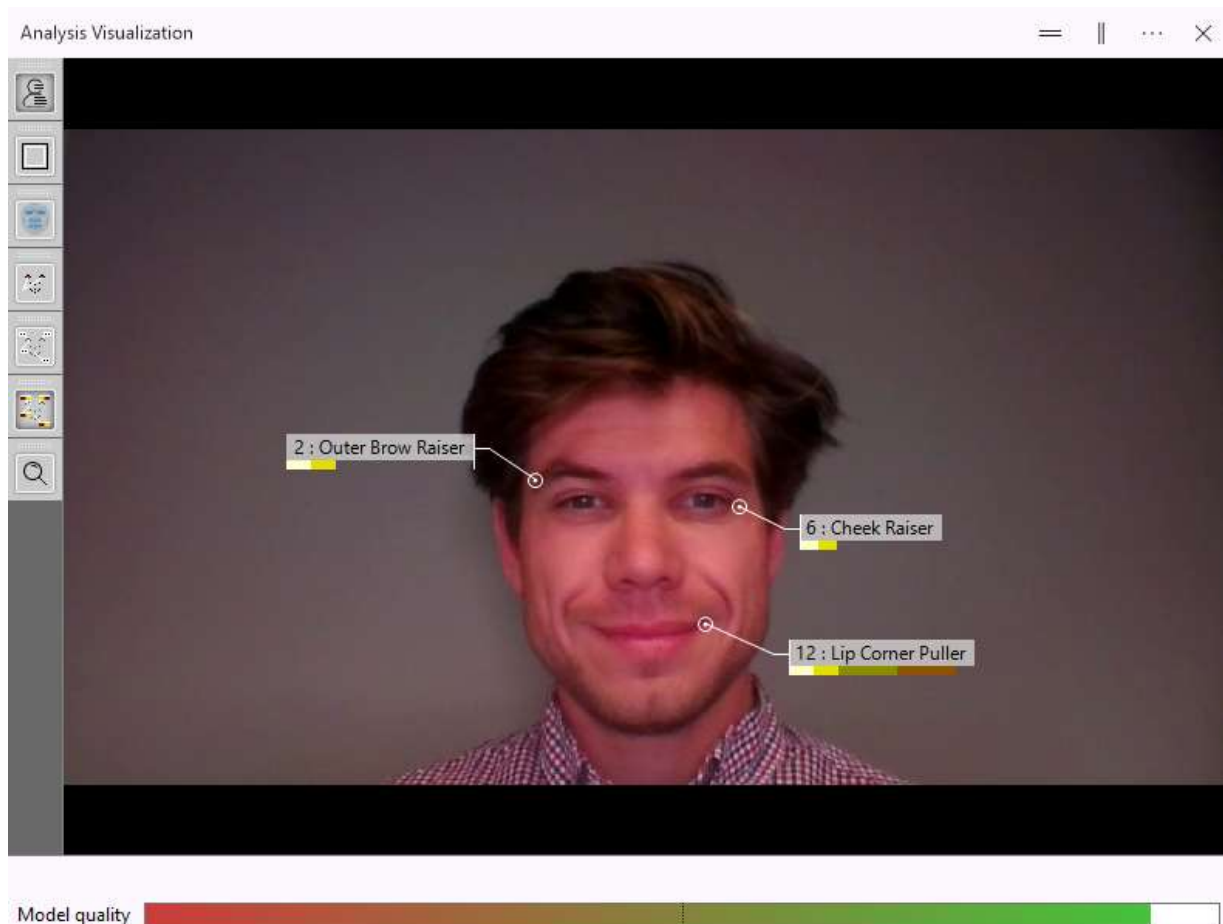 Analysis Visualization
2 : Outer Brow Raiser
6 : Cheek Raiser
12 : Lip Corner Puller
Model quality